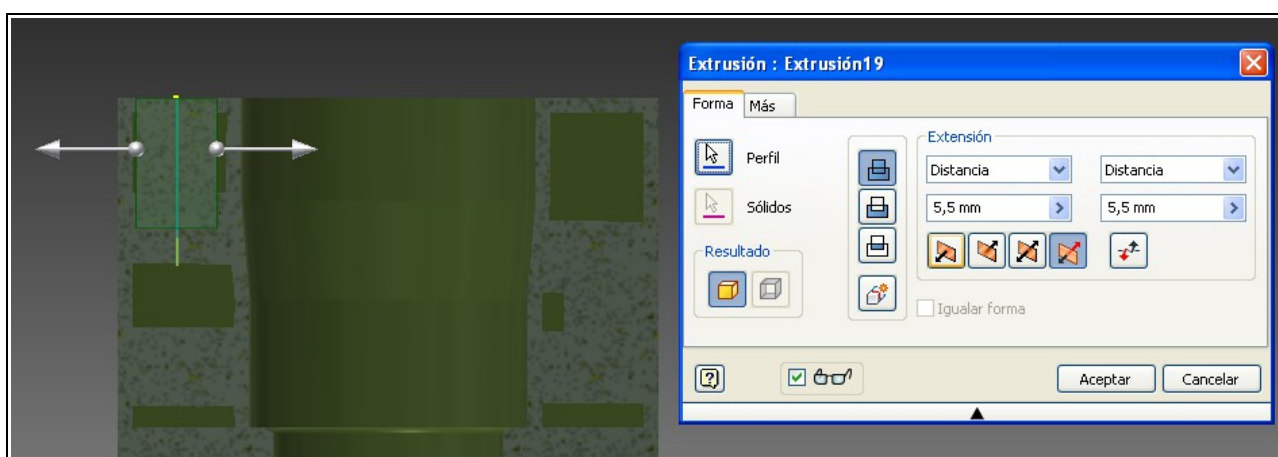 Extrusión : Extrusión19
Forma Más
Perfil
Sólidos
Resultado
Extensión
Distancia Distancia
5,5 mm 5,5 mm
Igualar forma
Aceptar Cancelar